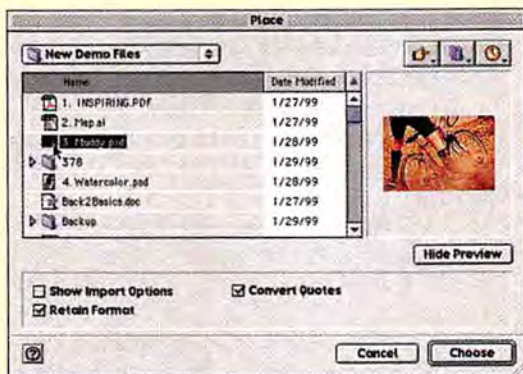 Place
New Demo Files
Name Date Modified
1. INSPIRING.PDF 1/27/99
2. Map.ai 1/27/99
3. Muddy.psd 1/28/99
378 1/29/99
4. Watercolor.psd 1/28/99
Back2Basics.doc 1/27/99
Backup 1/29/99
Hide Preview
Show Import Options Convert Quotes
Retain Format
Cancel Choose